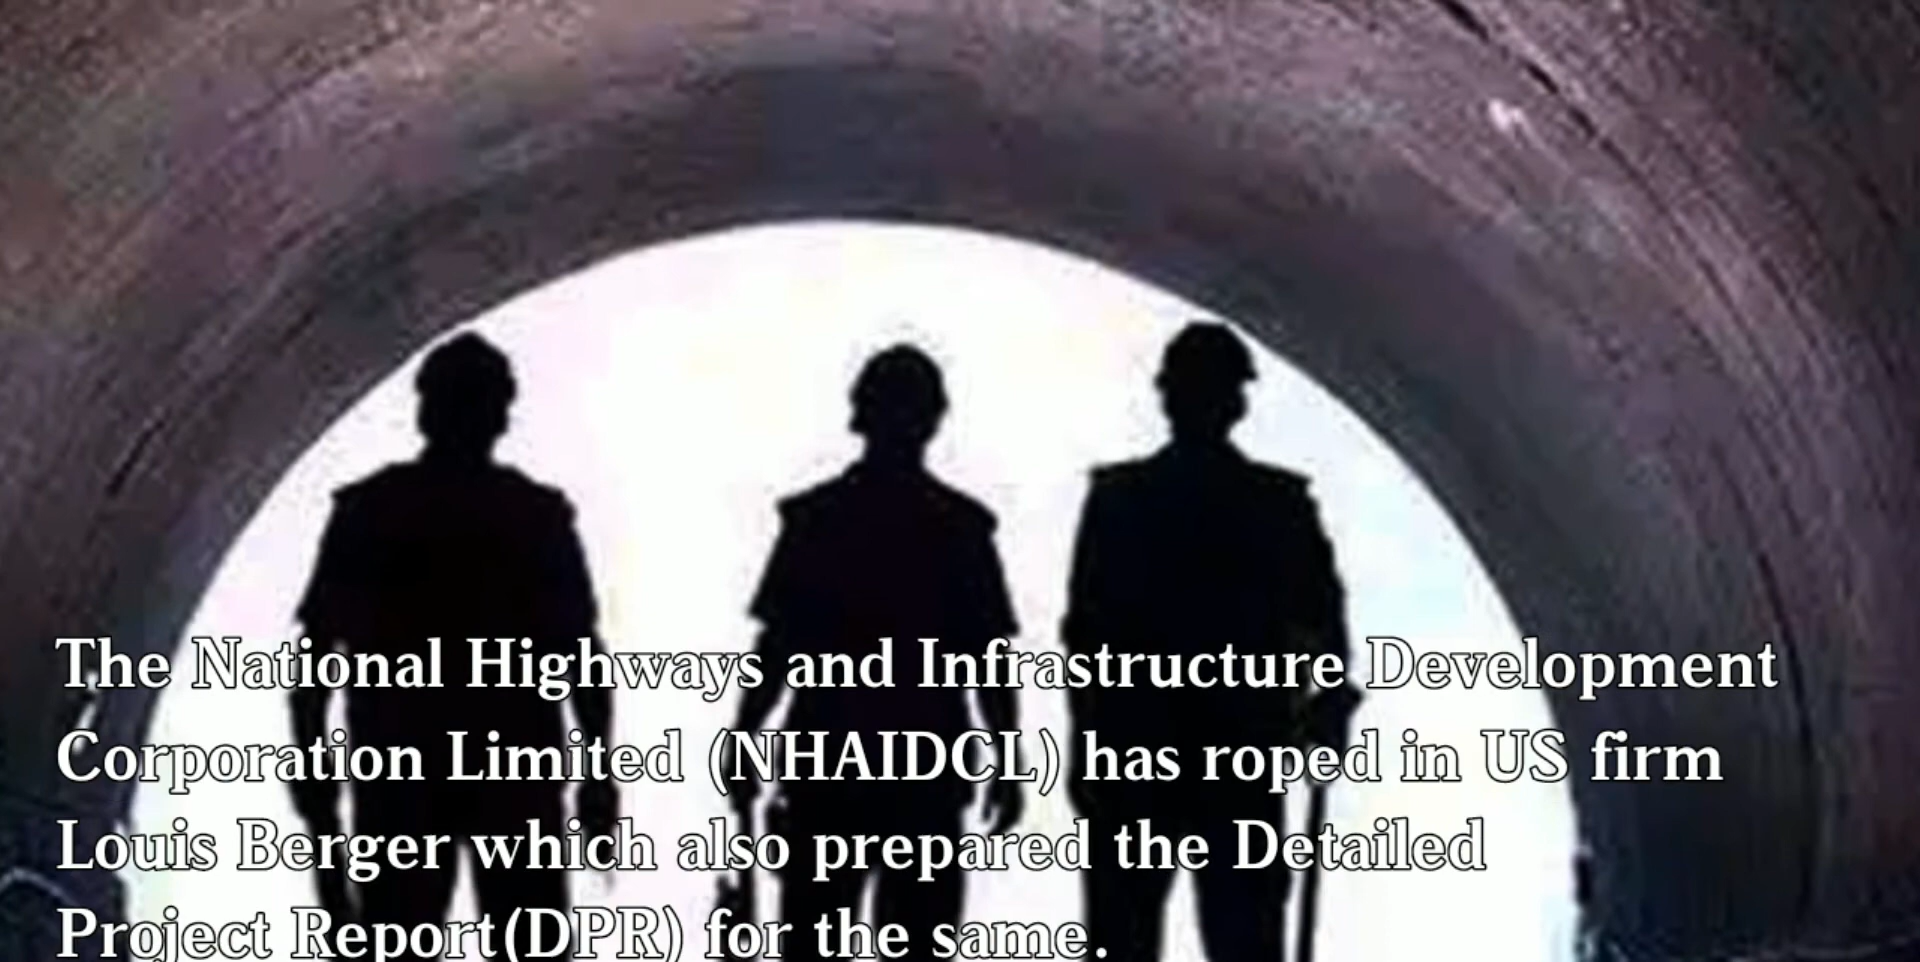 The National Highways and Infrastructure Development
Corporation Limited (NHAIDCL) has roped in US firm
Louis Berger which also prepared the Detailed
Project Report(DPR) for the same.